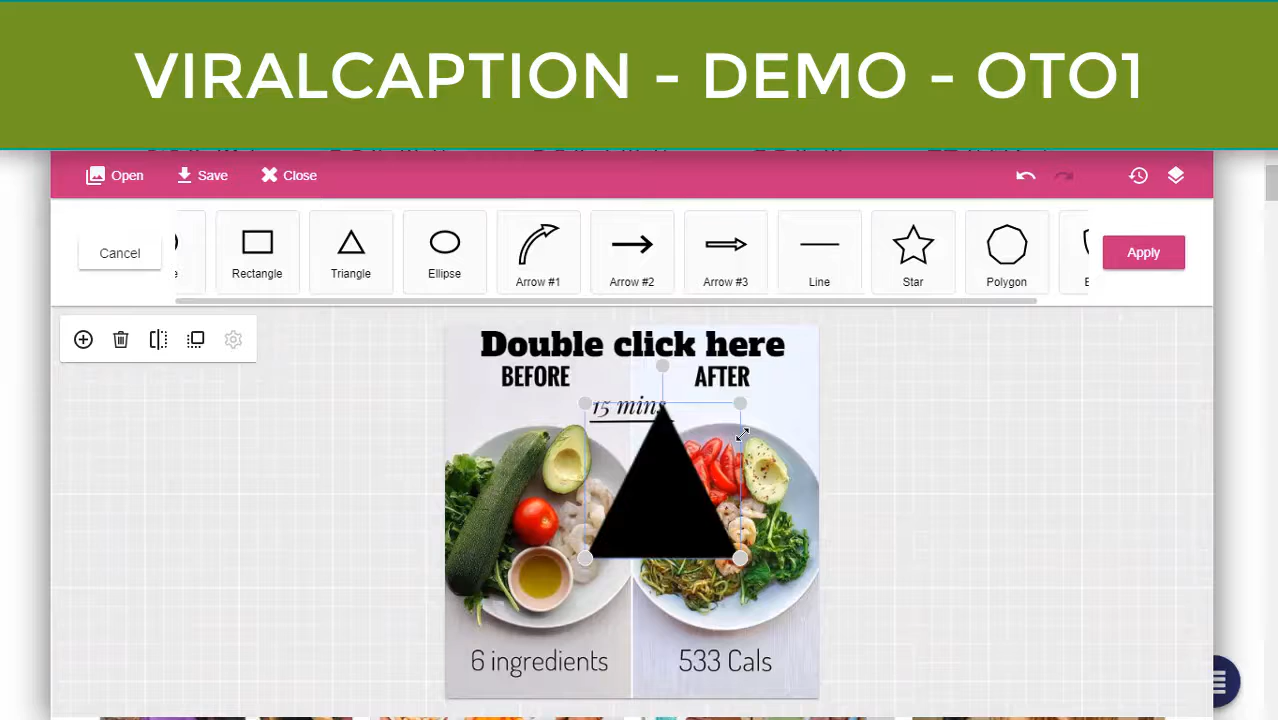 VIRALCAPTION - DEMO - OTO1
Open Save Close
Cancel Rectangle Triangle Ellipse Arrow #1 Arrow #2 Arrow #3 Line Star Polygon Apply
Double click here
BEFORE AFTER
15 mins
6 ingredients 533 Cals